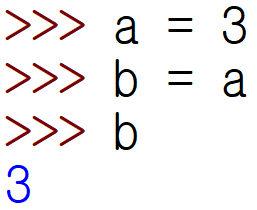 >>> a = 3
>>> b = a
>>> b
3